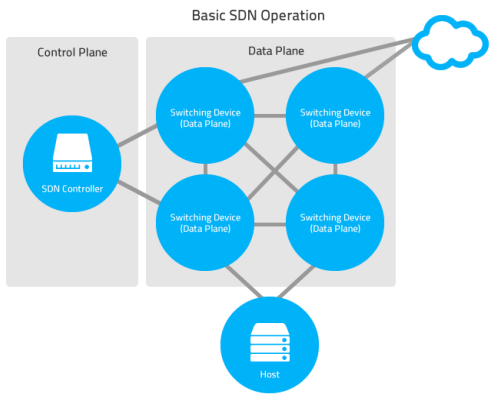 Basic SDN Operation
Control Plane
Data Plane
Switching Device
(Data Plane)
Switching Device
(Data Plane)
SDN Controller
Switching Device
(Data Plane)
Switching Device
(Data Plane)
Host